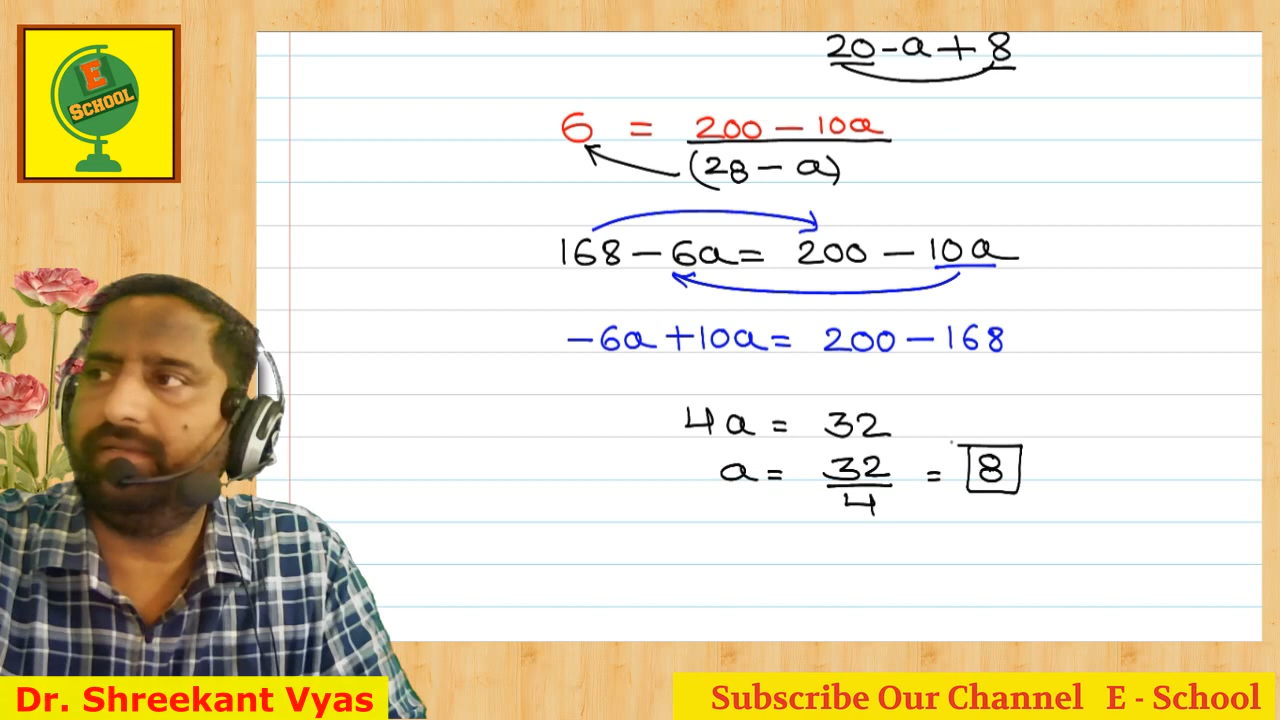 E
SCHOOL
20 - a + 8
6 = 200 - 10a
(28 - a)
168 - 6a = 200 - 10a
-6a + 10a = 200 - 168
4a = 32
a = 32 = 8
4
Dr. Shreekant Vyas
Subscribe Our Channel E - School